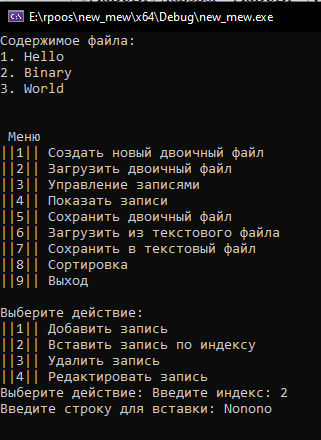 E:\rpoos\new_mew\x64\Debug\new_mew.exe
Содержимое файла:
1. Hello
2. Binary
3. World
Меню
||1|| Создать новый двоичный файл
||2|| Загрузить двоичный файл
||3|| Управление записями
||4|| Показать записи
||5|| Сохранить двоичный файл
||6|| Загрузить из текстового файла
||7|| Сохранить в текстовый файл
||8|| Сортировка
||9|| Выход
Выберите действие:
||1|| Добавить запись
||2|| Вставить запись по индексу
||3|| Удалить запись
||4|| Редактировать запись
Выберите действие: Введите индекс: 2
Введите строку для вставки: Nonono